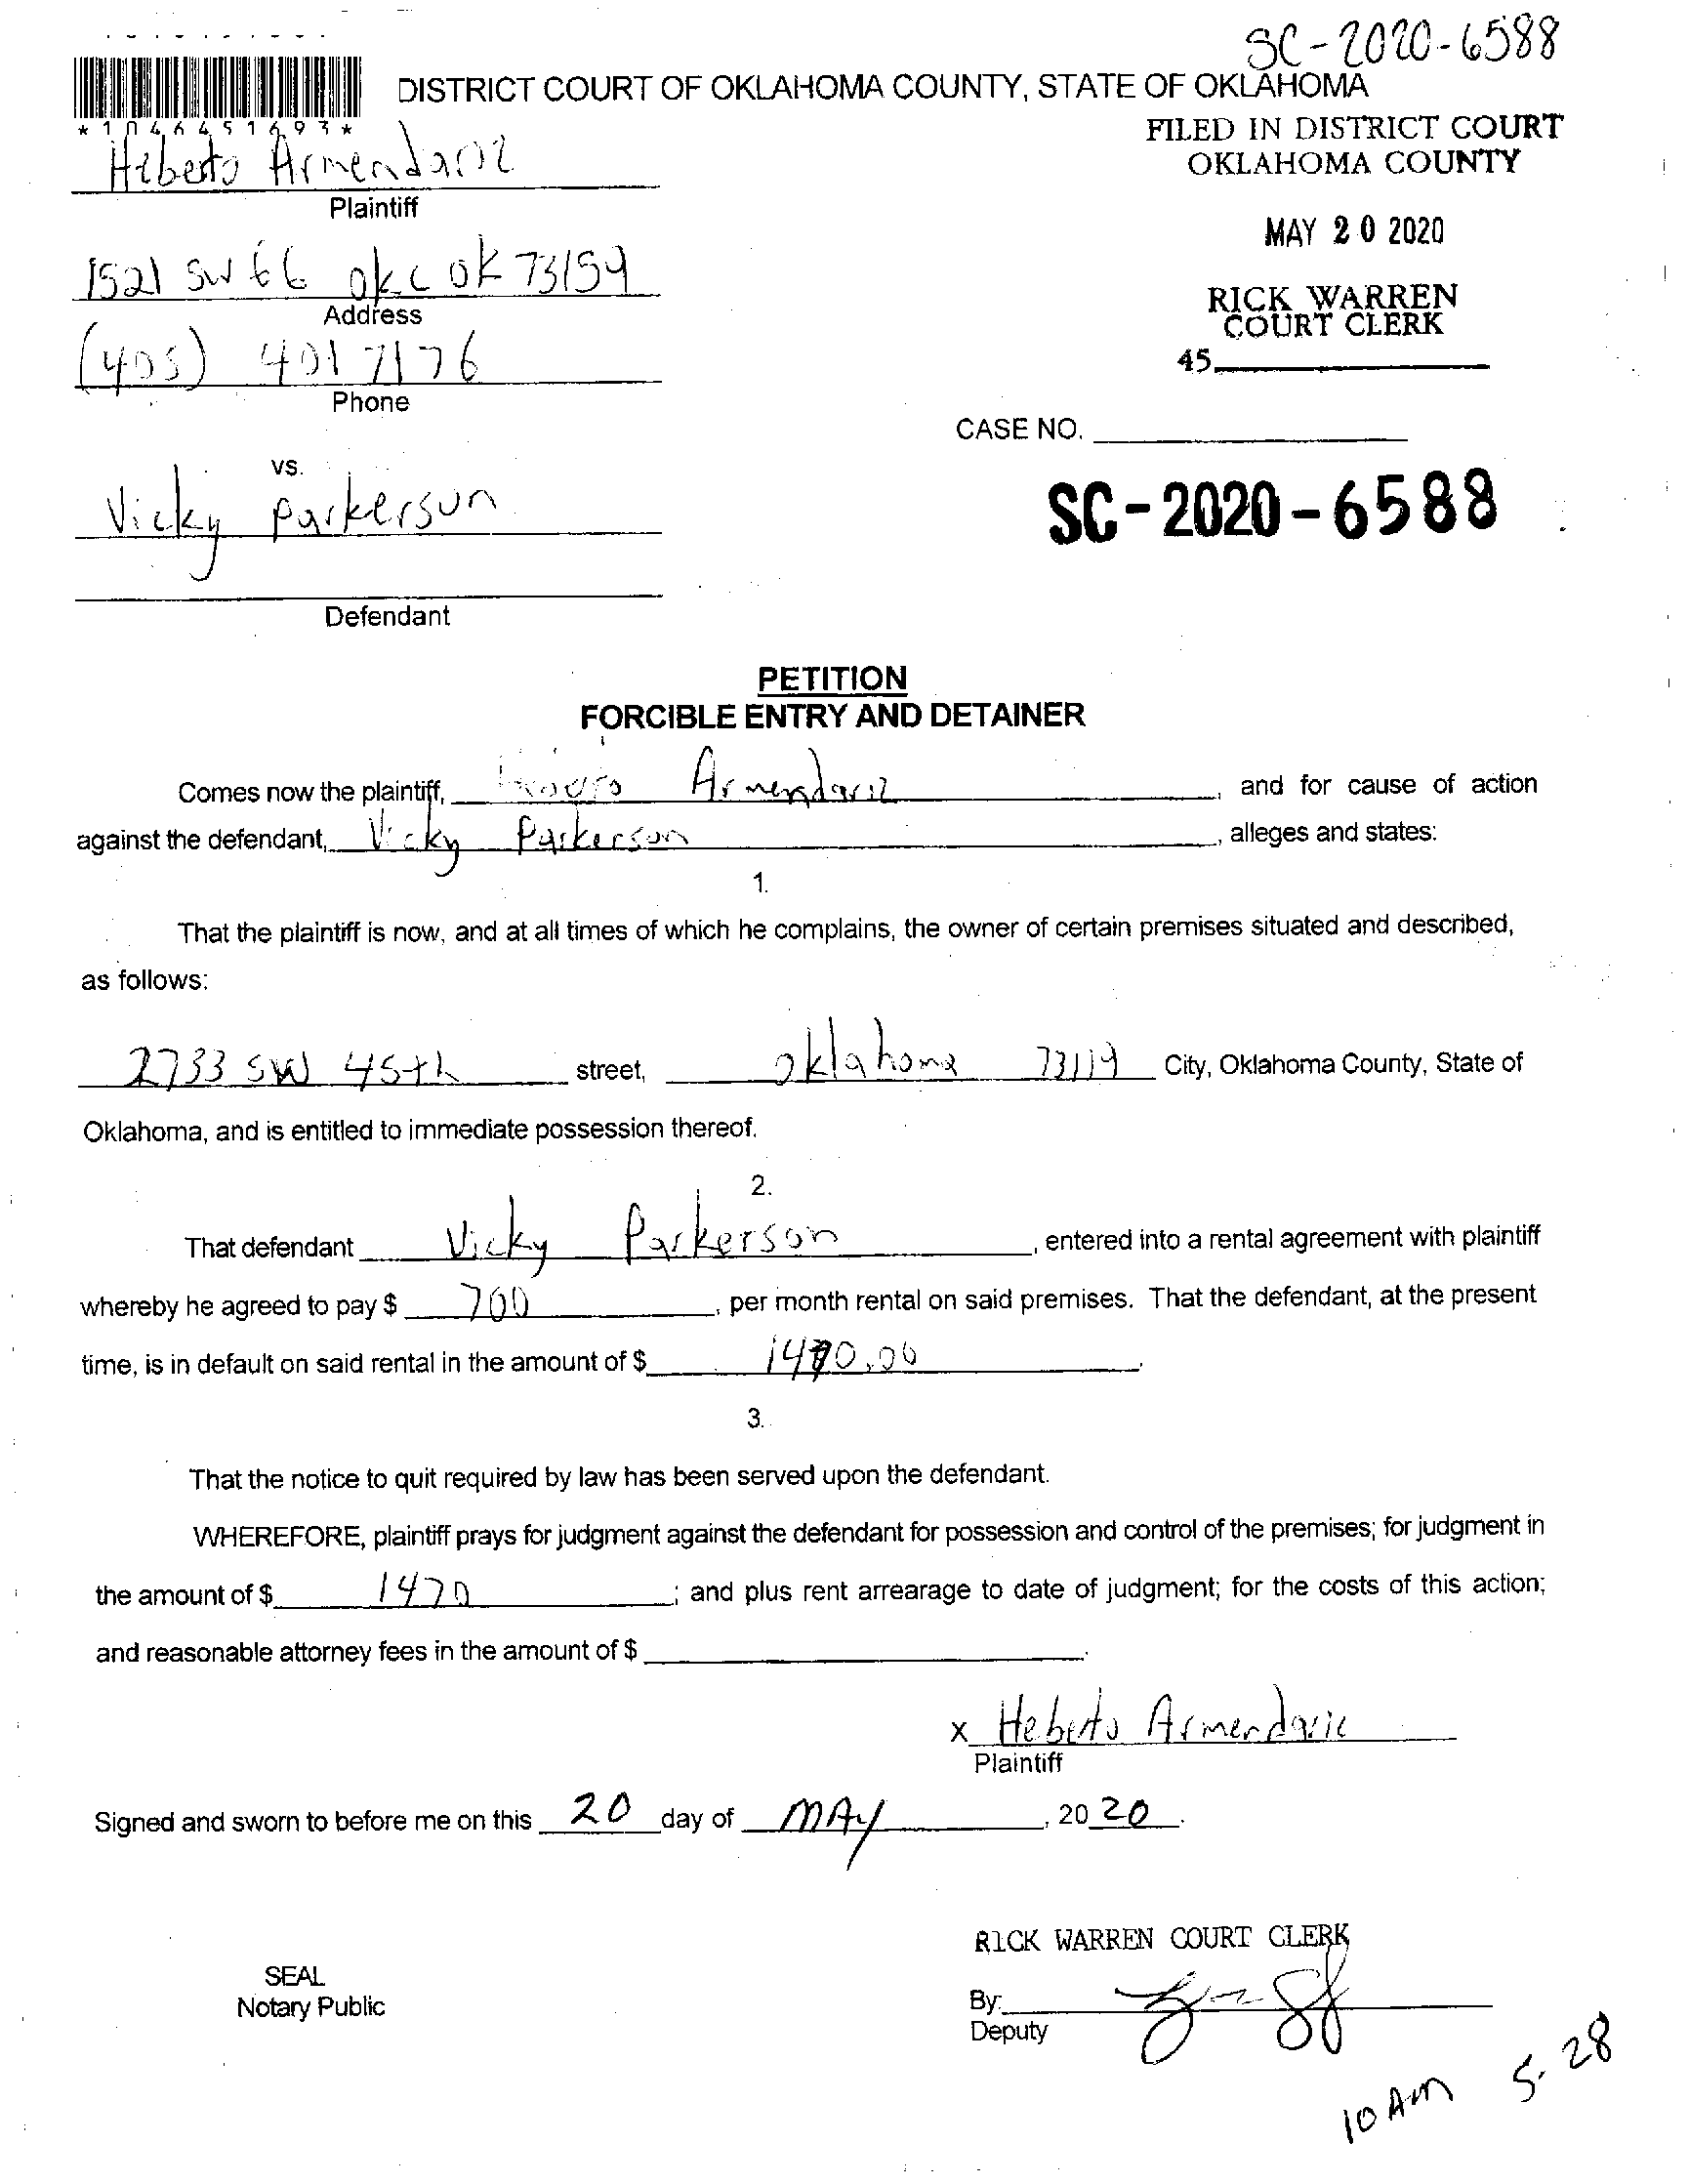 SC-2020-6588
DISTRICT COURT OF OKLAHOMA COUNTY, STATE OF OKLAHOMA
*1046451693*
FILED IN DISTRICT COURT
OKLAHOMA COUNTY
Heberto Armendariz
Plaintiff
MAY 20 2020
1521 SW 66 okc ok 73159
Address
RICK WARREN
COURT CLERK
(405) 401 7176
45
Phone
CASE NO.
vs.
Vicky Parkerson
SC-2020-6588
Defendant
PETITION
FORCIBLE ENTRY AND DETAINER
Comes now the plaintiff, Armendariz, and for cause of action
against the defendant, Vicky Parkerson, alleges and states:
1.
That the plaintiff is now, and at all times of which he complains, the owner of certain premises situated and described,
as follows:
2733 SW 45th street, oklahoma 73119 City, Oklahoma County, State of
Oklahoma, and is entitled to immediate possession thereof.
2.
That defendant Vicky Parkerson, entered into a rental agreement with plaintiff
whereby he agreed to pay $ 700, per month rental on said premises. That the defendant, at the present
time, is in default on said rental in the amount of $ 1470.00.
3.
That the notice to quit required by law has been served upon the defendant.
WHEREFORE, plaintiff prays for judgment against the defendant for possession and control of the premises; for judgment in
the amount of $ 1470; and plus rent arrearage to date of judgment; for the costs of this action;
and reasonable attorney fees in the amount of $ .
x Heberto Armendariz
Plaintiff
Signed and sworn to before me on this 20 day of MAY, 2020.
RICK WARREN COURT CLERK
SEAL
Notary Public
By:
Deputy
10 AM 5-28